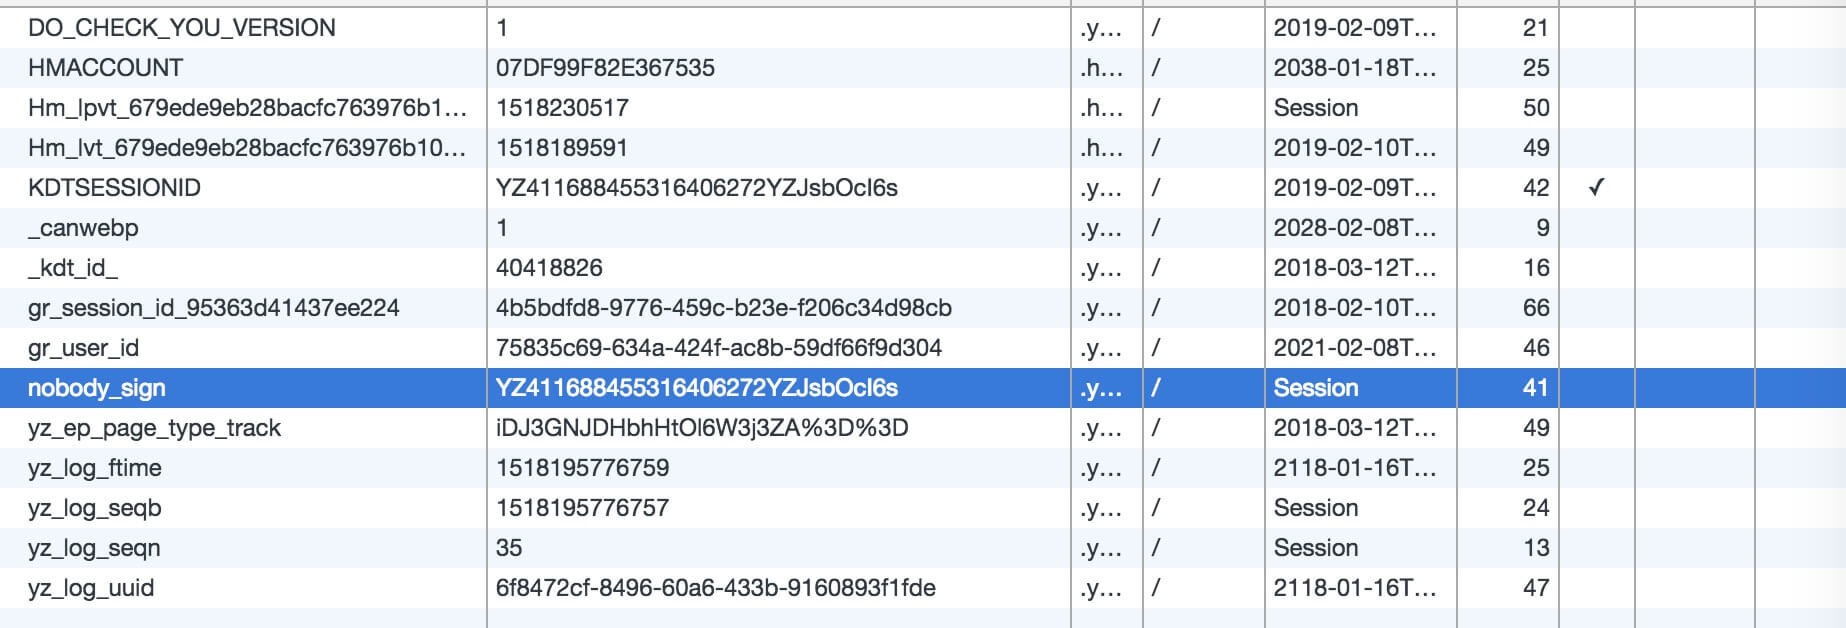 DO_CHECK_YOU_VERSION 1 .y... / 2019-02-09T... 21
HMACCOUNT 07DF99F82E367535 .h... / 2038-01-18T... 25
Hm_lpvt_679ede9eb28bacfc763976b1... 1518230517 .h... / Session 50
Hm_lvt_679ede9eb28bacfc763976b10... 1518189591 .h... / 2019-02-10T... 49
KDTSESSIONID YZ411688455316406272YZJsbOcI6s .y... / 2019-02-09T... 42 ✓
_canwebp 1 .y... / 2028-02-08T... 9
_kdt_id_ 40418826 .y... / 2018-03-12T... 16
gr_session_id_95363d41437ee224 4b5bdfd8-9776-459c-b23e-f206c34d98cb .y... / 2018-02-10T... 66
gr_user_id 75835c69-634a-424f-ac8b-59df66f9d304 .y... / 2021-02-08T... 46
nobody_sign YZ411688455316406272YZJsbOcI6s .y... / Session 41
yz_ep_page_type_track iDJ3GNJDHbhHtOI6W3j3ZA%3D%3D .y... / 2018-03-12T... 49
yz_log_ftime 1518195776759 .y... / 2118-01-16T... 25
yz_log_seqb 1518195776757 .y... / Session 24
yz_log_seqn 35 .y... / Session 13
yz_log_uuid 6f8472cf-8496-60a6-433b-9160893f1fde .y... / 2118-01-16T... 47